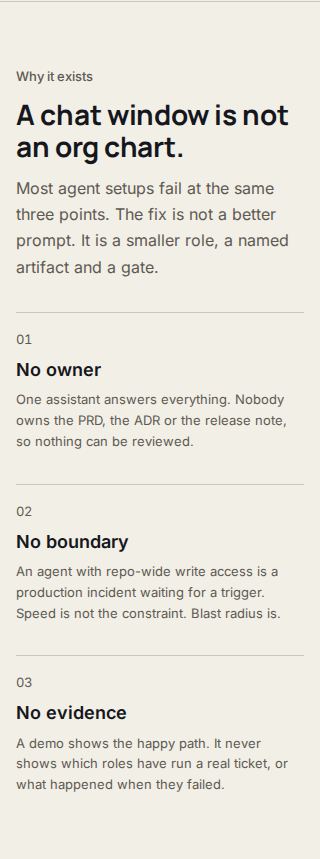 Why it exists
A chat window is not
an org chart.
Most agent setups fail at the same
three points. The fix is not a better
prompt. It is a smaller role, a named
artifact and a gate.
01
No owner
One assistant answers everything. Nobody
owns the PRD, the ADR or the release note,
so nothing can be reviewed.
02
No boundary
An agent with repo-wide write access is a
production incident waiting for a trigger.
Speed is not the constraint. Blast radius is.
03
No evidence
A demo shows the happy path. It never
shows which roles have run a real ticket, or
what happened when they failed.